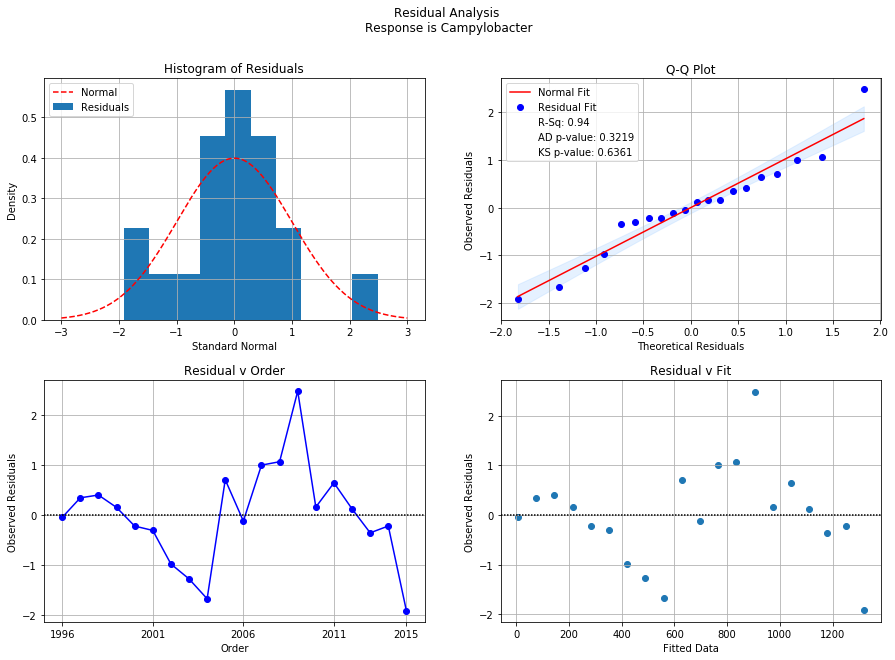 Residual Analysis
Response is Campylobacter
Histogram of Residuals
Normal
Residuals
Density
0.5
0.4
0.3
0.2
0.1
0.0
−3
−2
−1
0
1
2
3
Standard Normal
Q-Q Plot
Normal Fit
Residual Fit
R-Sq: 0.94
AD p-value: 0.3219
KS p-value: 0.6361
Observed Residuals
2
1
0
−1
−2
−2.0
−1.5
−1.0
−0.5
0.0
0.5
1.0
1.5
2.0
Theoretical Residuals
Residual v Order
Observed Residuals
2
1
0
−1
−2
1996
2001
2006
2011
2015
Order
Residual v Fit
Observed Residuals
2
1
0
−1
−2
0
200
400
600
800
1000
1200
Fitted Data